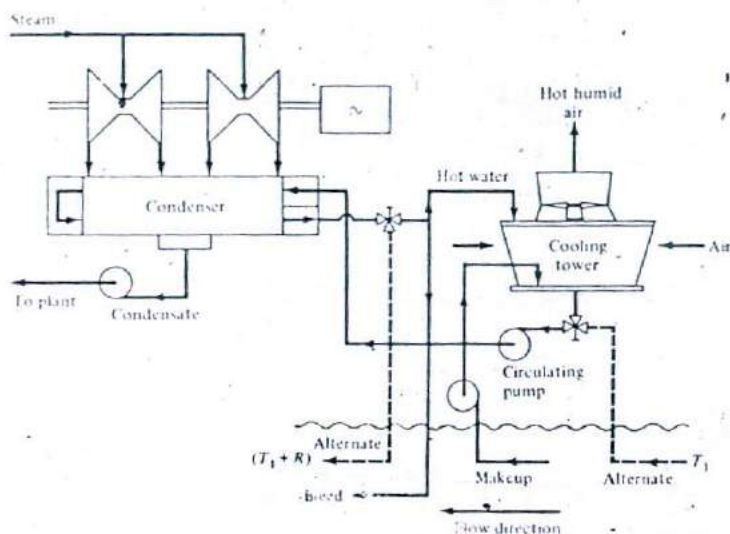 Steam
Hot humid
air
Hot water
Condenser
Cooling
tower
Air
To plant
Condensate
Circulating
pump
Alternate
(T₁ + R)
Makeup
Alternate
T₁
Bleed
Flow direction